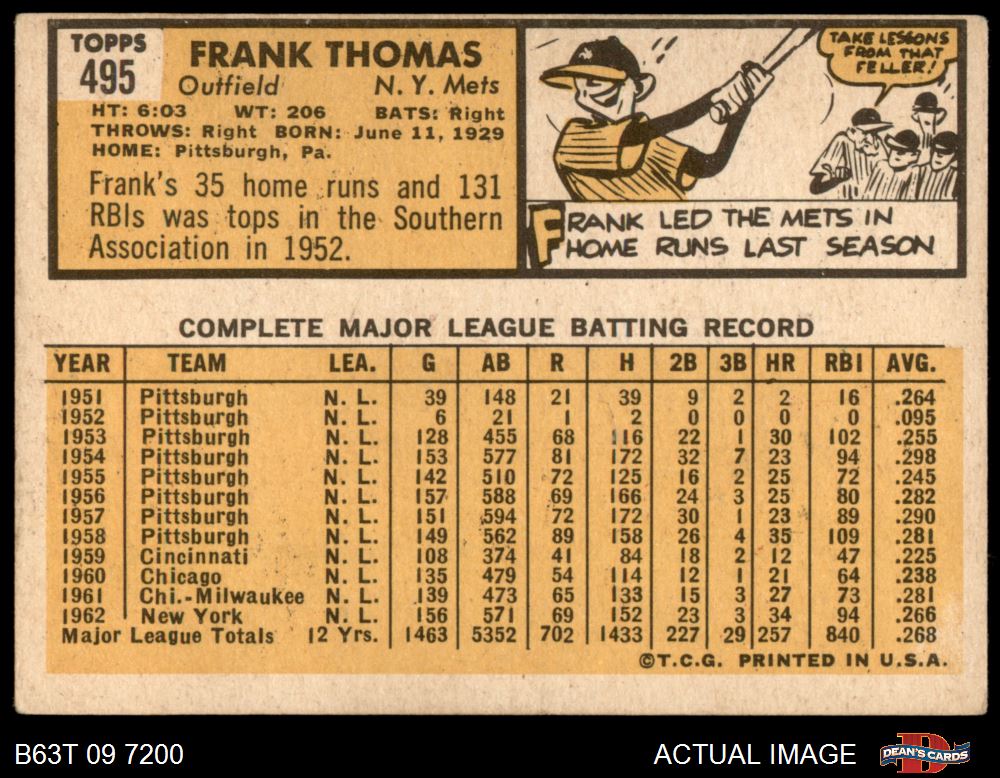 TOPPS
495
FRANK THOMAS
Outfield N. Y. Mets
HT: 6:03 WT: 206 BATS: Right
THROWS: Right BORN: June 11, 1929
HOME: Pittsburgh, Pa.
Frank's 35 home runs and 131
RBIs was tops in the Southern
Association in 1952.
TAKE LESSONS
FROM THAT
FELLER!
FRANK LED THE METS IN
HOME RUNS LAST SEASON
COMPLETE MAJOR LEAGUE BATTING RECORD
YEAR TEAM LEA. G AB R H 2B 3B HR RBI AVG.
1951 Pittsburgh N. L. 39 148 21 39 9 2 2 16 .264
1952 Pittsburgh N. L. 6 21 1 2 0 0 0 0 .095
1953 Pittsburgh N. L. 128 455 68 116 22 1 30 102 .255
1954 Pittsburgh N. L. 153 577 81 172 32 7 23 94 .298
1955 Pittsburgh N. L. 142 510 72 125 16 2 25 72 .245
1956 Pittsburgh N. L. 157 588 69 166 24 3 25 80 .282
1957 Pittsburgh N. L. 151 594 72 172 30 1 23 89 .290
1958 Pittsburgh N. L. 149 562 89 158 26 4 35 109 .281
1959 Cincinnati N. L. 108 374 41 84 18 2 12 47 .225
1960 Chicago N. L. 135 479 54 114 12 1 21 64 .238
1961 Chi.-Milwaukee N. L. 139 473 65 133 15 3 27 73 .281
1962 New York N. L. 156 571 69 152 23 3 34 94 .266
Major League Totals 12 Yrs. 1463 5352 702 1433 227 29 257 840 .268
©T.C.G. PRINTED IN U.S.A.
B63T 09 7200 ACTUAL IMAGE
DEAN'S CARDS